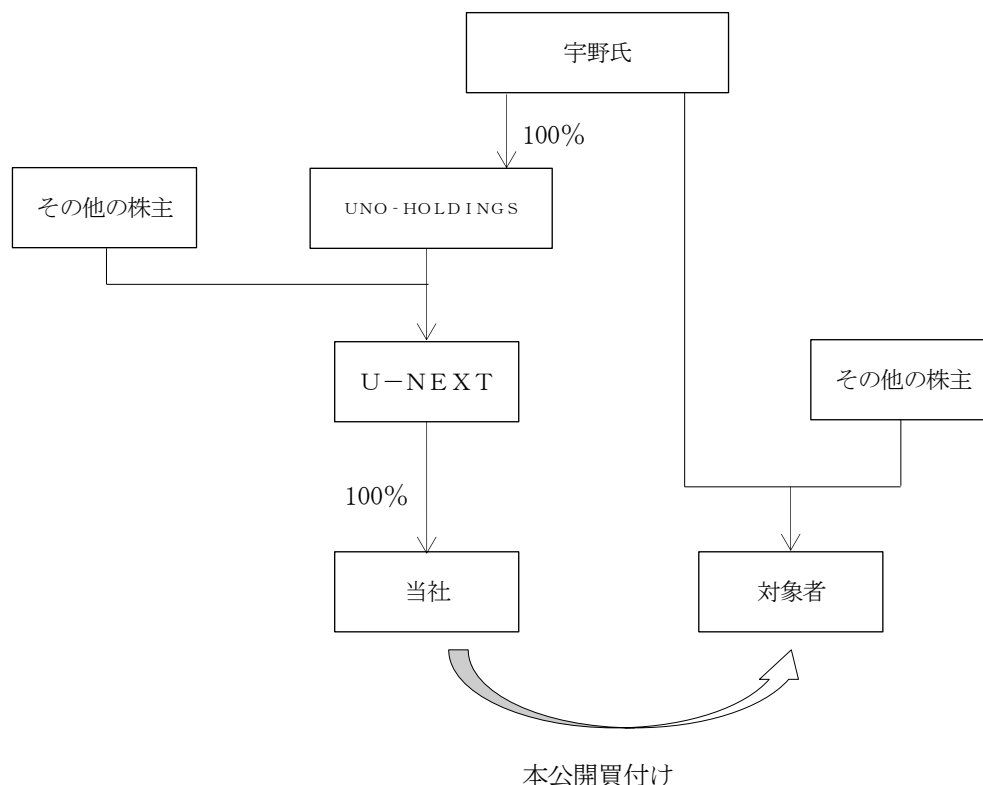 宇野氏
100%
その他の株主
ＵＮＯ‐ＨＯＬＤＩＮＧＳ
Ｕ－ＮＥＸＴ
その他の株主
100%
当社
対象者
本公開買付け